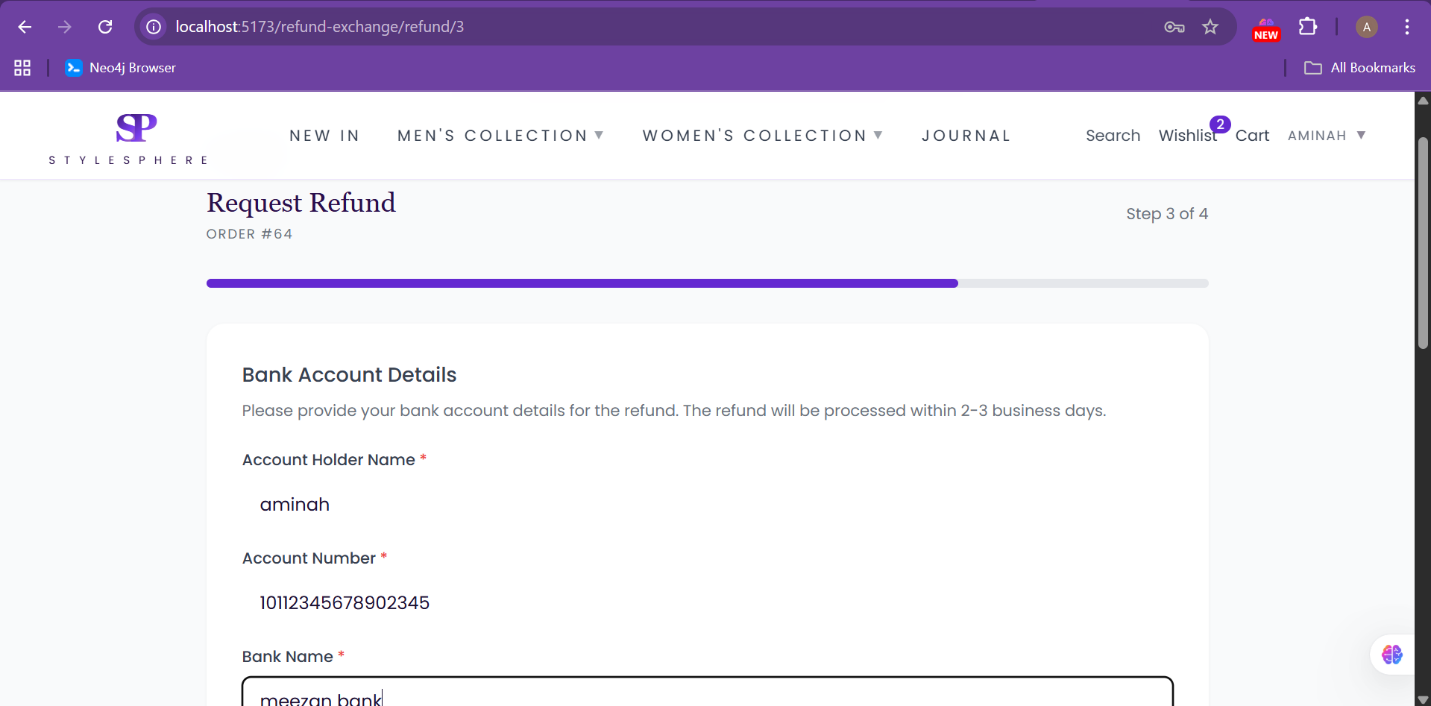 localhost:5173/refund-exchange/refund/3
NEW
A
Neo4j Browser
All Bookmarks
SP
STYLESPHERE
NEW IN
MEN'S COLLECTION ▼
WOMEN'S COLLECTION ▼
JOURNAL
Search
Wishlist
2
Cart
AMINAH ▼
Request Refund
Step 3 of 4
ORDER #64
Bank Account Details
Please provide your bank account details for the refund. The refund will be processed within 2-3 business days.
Account Holder Name *
aminah
Account Number *
10112345678902345
Bank Name *
meezan bank